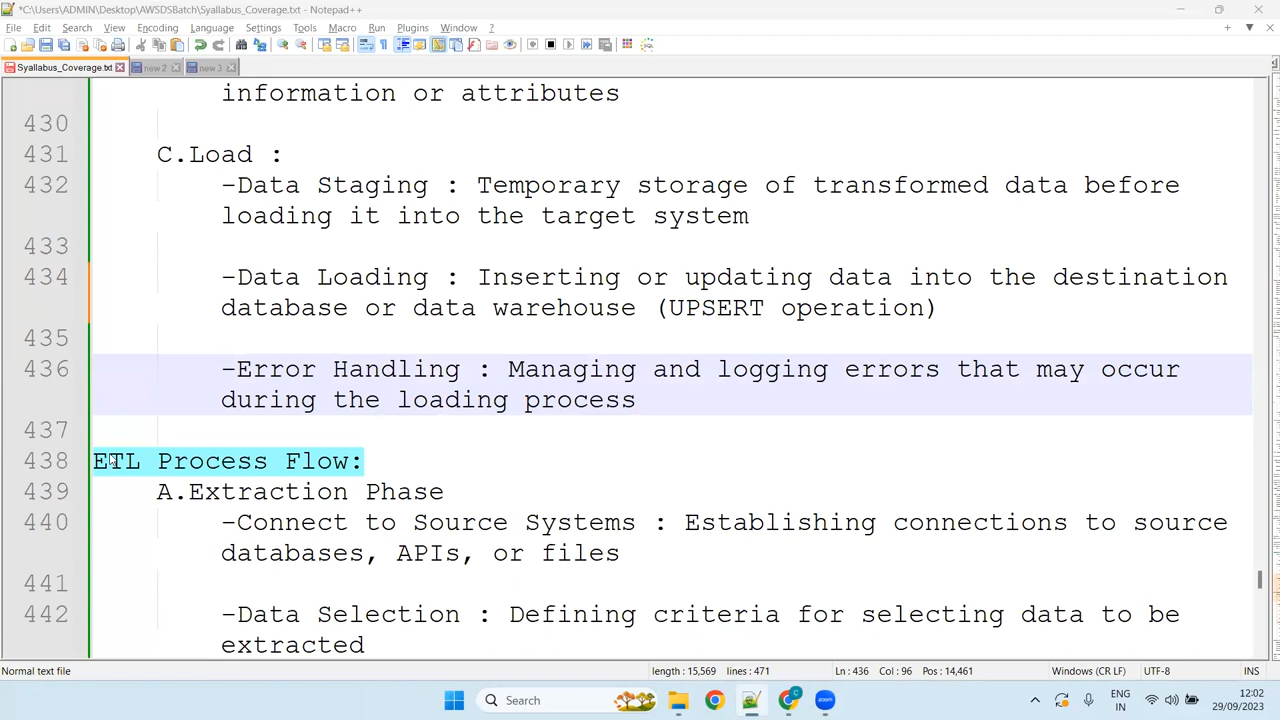 *C:\Users\ADMIN\Desktop\AWSDSBatch\Syallabus_Coverage.txt - Notepad++
File Edit Search View Encoding Language Settings Tools Macro Run Plugins Window ?
Syallabus_Coverage.txt new 2 new 3
information or attributes
430
431 C.Load :
432 -Data Staging : Temporary storage of transformed data before
loading it into the target system
433
434 -Data Loading : Inserting or updating data into the destination
database or data warehouse (UPSERT operation)
435
436 -Error Handling : Managing and logging errors that may occur
during the loading process
437
438 ETL Process Flow:
439 A.Extraction Phase
440 -Connect to Source Systems : Establishing connections to source
databases, APIs, or files
441
442 -Data Selection : Defining criteria for selecting data to be
extracted
Normal text file length : 15,569 lines : 471 Ln : 436 Col : 96 Pos : 14,461 Windows (CR LF) UTF-8 INS
Search ENG IN 12:02
29/09/2023